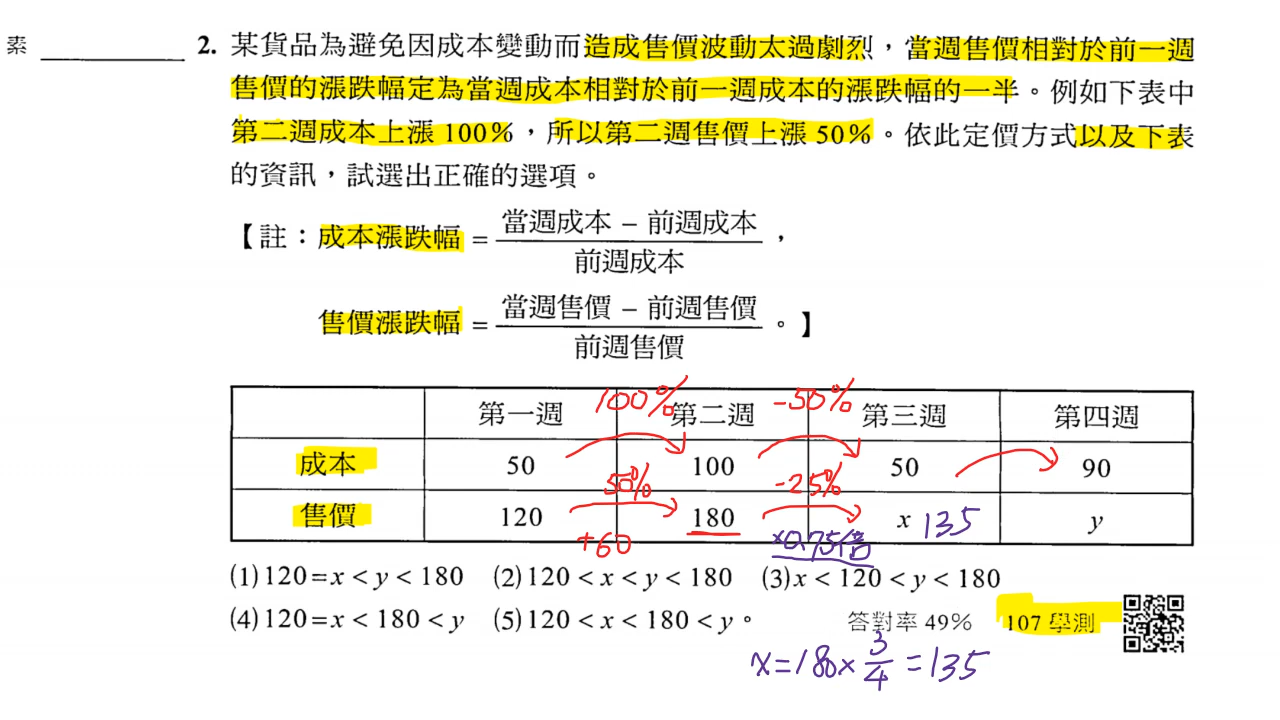 素 ________ 2. 某貨品為避免因成本變動而造成售價波動太過劇烈,當週售價相對於前一週
售價的漲跌幅定為當週成本相對於前一週成本的漲跌幅的一半。例如下表中
第二週成本上漲 100%,所以第二週售價上漲 50%。依此定價方式以及下表
的資訊,試選出正確的選項。
【註:成本漲跌幅 = (當週成本 − 前週成本) / 前週成本,
售價漲跌幅 = (當週售價 − 前週售價) / 前週售價。】
100% -50%
第一週 第二週 第三週 第四週
成本 50 100 50 90
50% -25%
售價 120 180 x 135 y
+60 ×0.75倍
(1)120=x<y<180 (2)120<x<y<180 (3)x<120<y<180
(4)120=x<180<y (5)120<x<180<y。 答對率 49% 107 學測
x=180×3/4=135